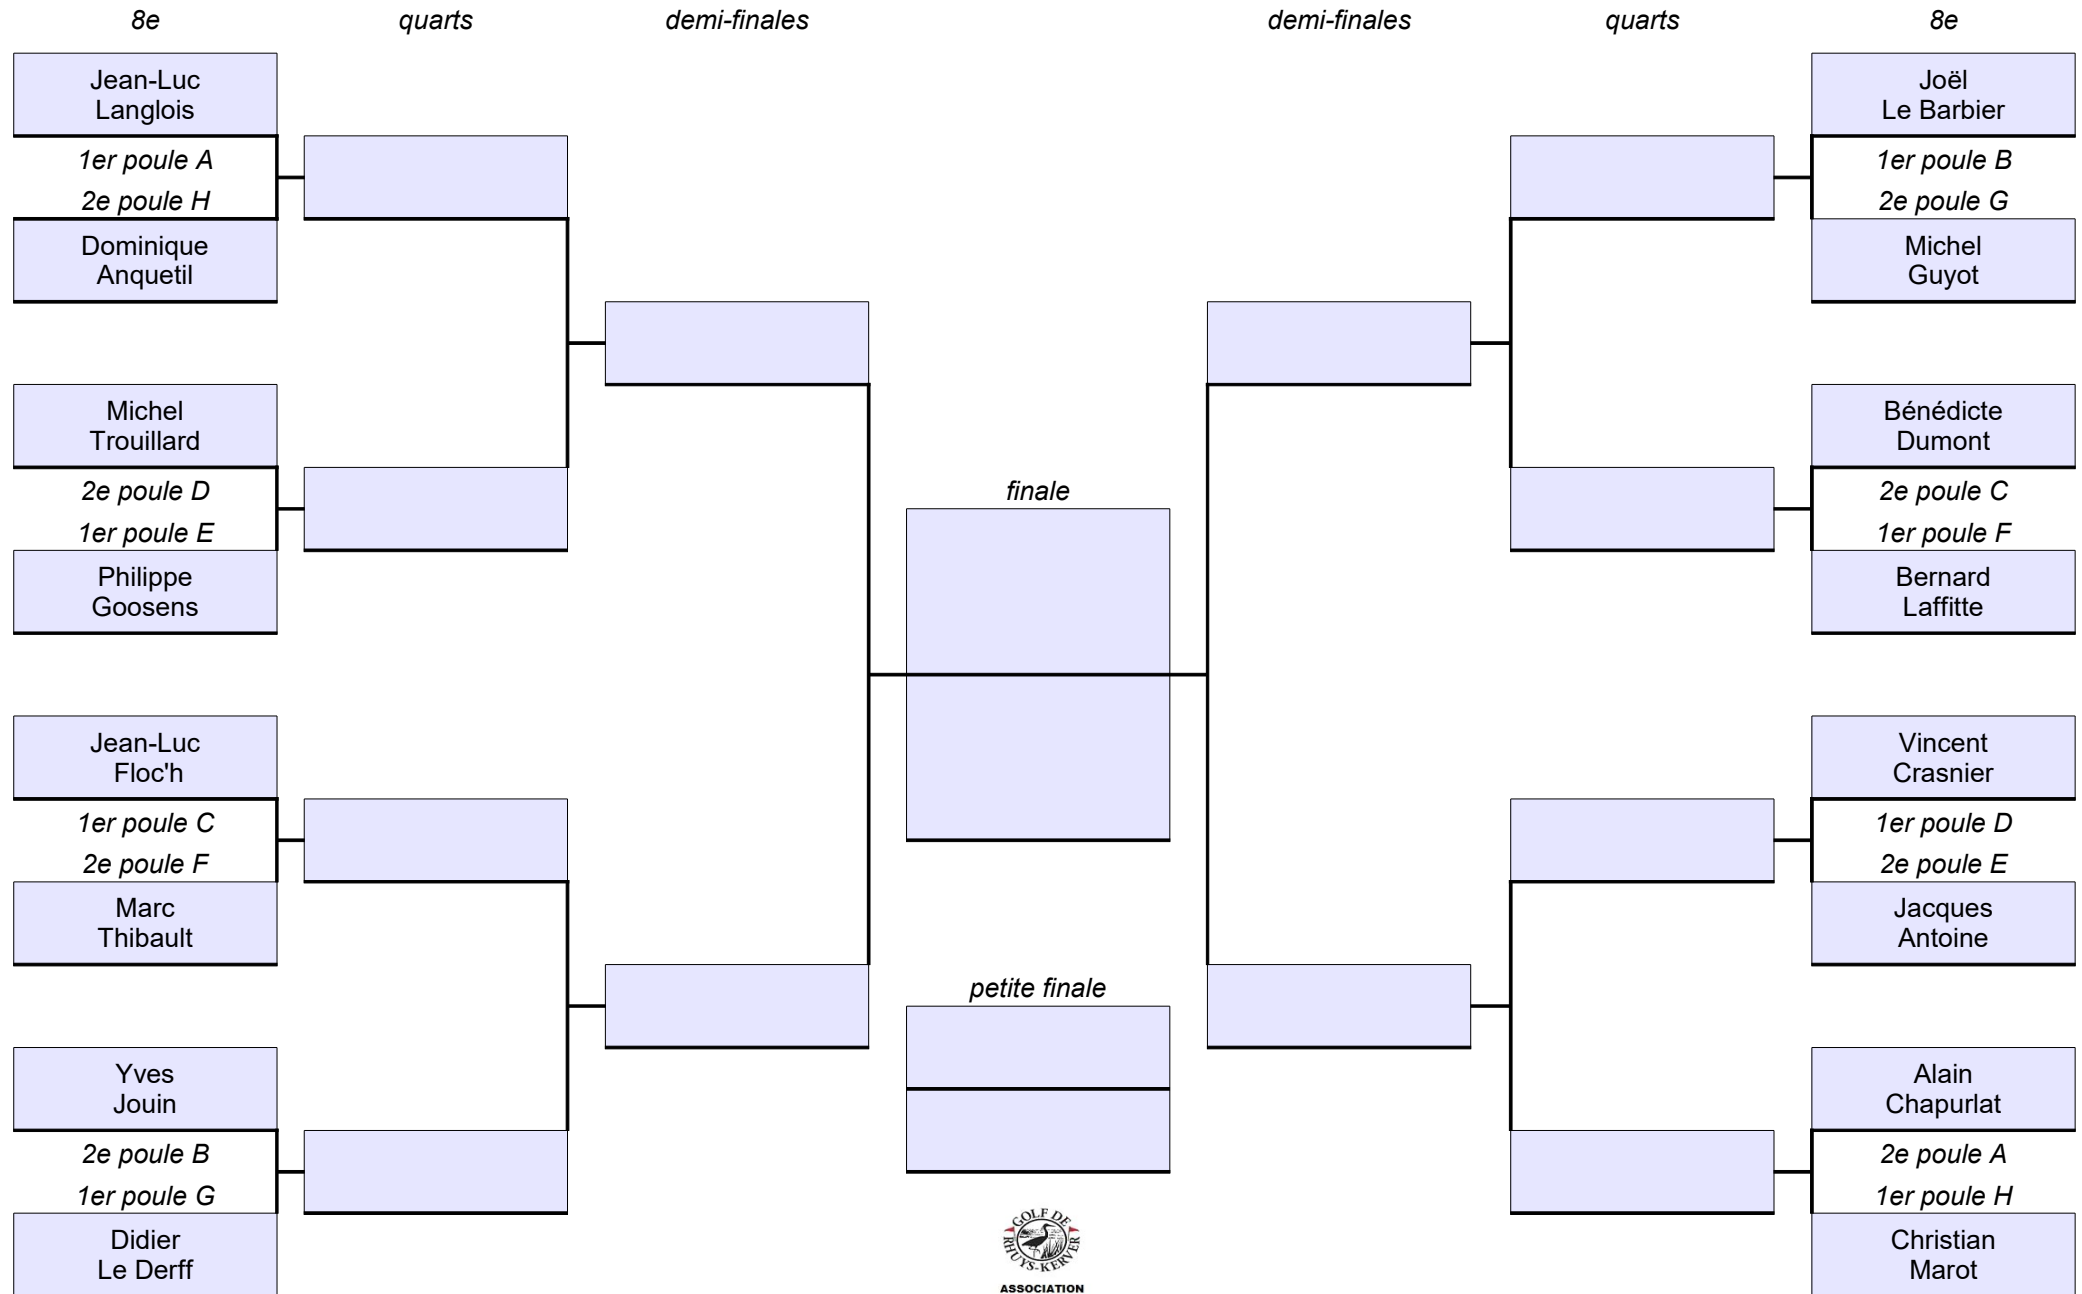 8e
quarts
demi-finales
demi-finales
quarts
8e
Jean-Luc
Langlois
1er poule A
2e poule H
Dominique
Anquetil
Michel
Trouillard
2e poule D
1er poule E
Philippe
Goosens
Jean-Luc
Floc'h
1er poule C
2e poule F
Marc
Thibault
Yves
Jouin
2e poule B
1er poule G
Didier
Le Derff
finale
petite finale
GOLF DE
RHUYS-KERVER
ASSOCIATION
Joël
Le Barbier
1er poule B
2e poule G
Michel
Guyot
Bénédicte
Dumont
2e poule C
1er poule F
Bernard
Laffitte
Vincent
Crasnier
1er poule D
2e poule E
Jacques
Antoine
Alain
Chapurlat
2e poule A
1er poule H
Christian
Marot